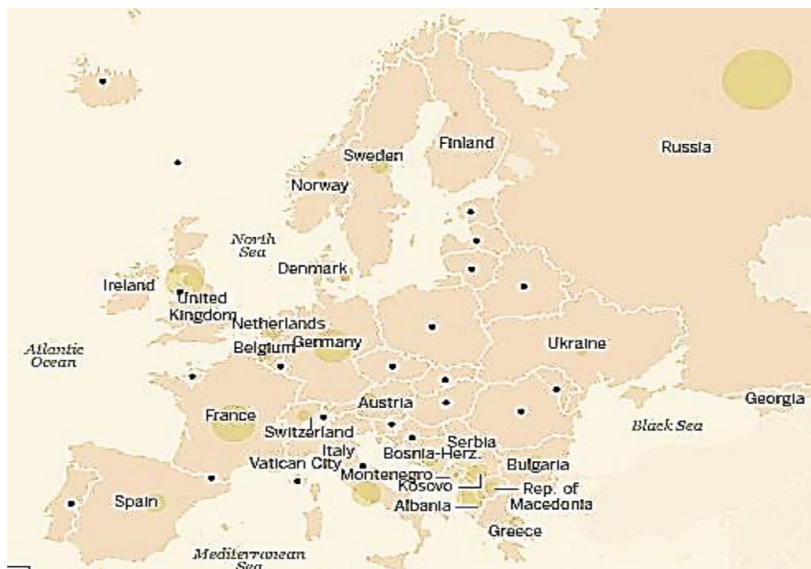 Russia
Finland
Sweden
Norway
North
Sea
Denmark
Ireland
United
Kingdom
Netherlands
Belgium
Germany
Ukraine
Atlantic
Ocean
Georgia
Austria
France
Black Sea
Switzerland
Serbia
Italy
Bosnia-Herz.
Vatican City
Bulgaria
Montenegro
Kosovo
Rep. of
Macedonia
Spain
Albania
Greece
Mediterranean
Sea